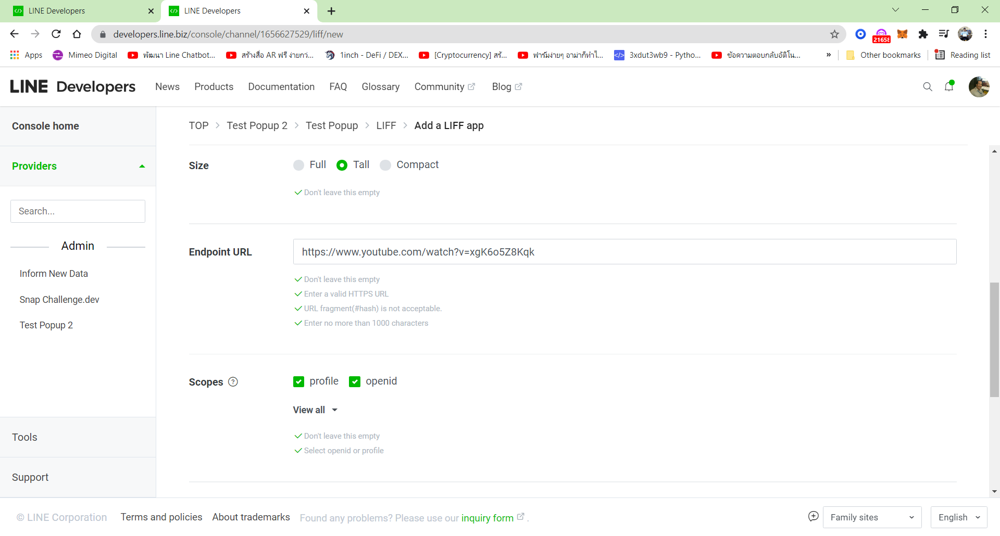 LINE Developers
LINE Developers
developers.line.biz/console/channel/1656627529/liff/new
21658
Apps
Mimeo Digital
พัฒนา Line Chatbot...
สร้างสื่อ AR ฟรี ง่ายกว่...
1inch - DeFi / DEX...
[Cryptocurrency] สรั...
ฟาร์มง่ายๆ อาม่าก็ทำไ...
3xdut3wb9 - Pytho...
ข้อความตอบกลับอัติโน...
»
Other bookmarks
Reading list
LINE Developers
News
Products
Documentation
FAQ
Glossary
Community
Blog
Console home
Providers
Search...
Admin
Inform New Data
Snap Challenge.dev
Test Popup 2
Tools
Support
TOP > Test Popup 2 > Test Popup > LIFF > Add a LIFF app
Size
Full
Tall
Compact
Don't leave this empty
Endpoint URL
https://www.youtube.com/watch?v=xgK6o5Z8Kqk
Don't leave this empty
Enter a valid HTTPS URL
URL fragment(#hash) is not acceptable.
Enter no more than 1000 characters
Scopes ?
profile
openid
View all
Don't leave this empty
Select openid or profile
© LINE Corporation
Terms and policies
About trademarks
Found any problems? Please use our inquiry form .
Family sites
English